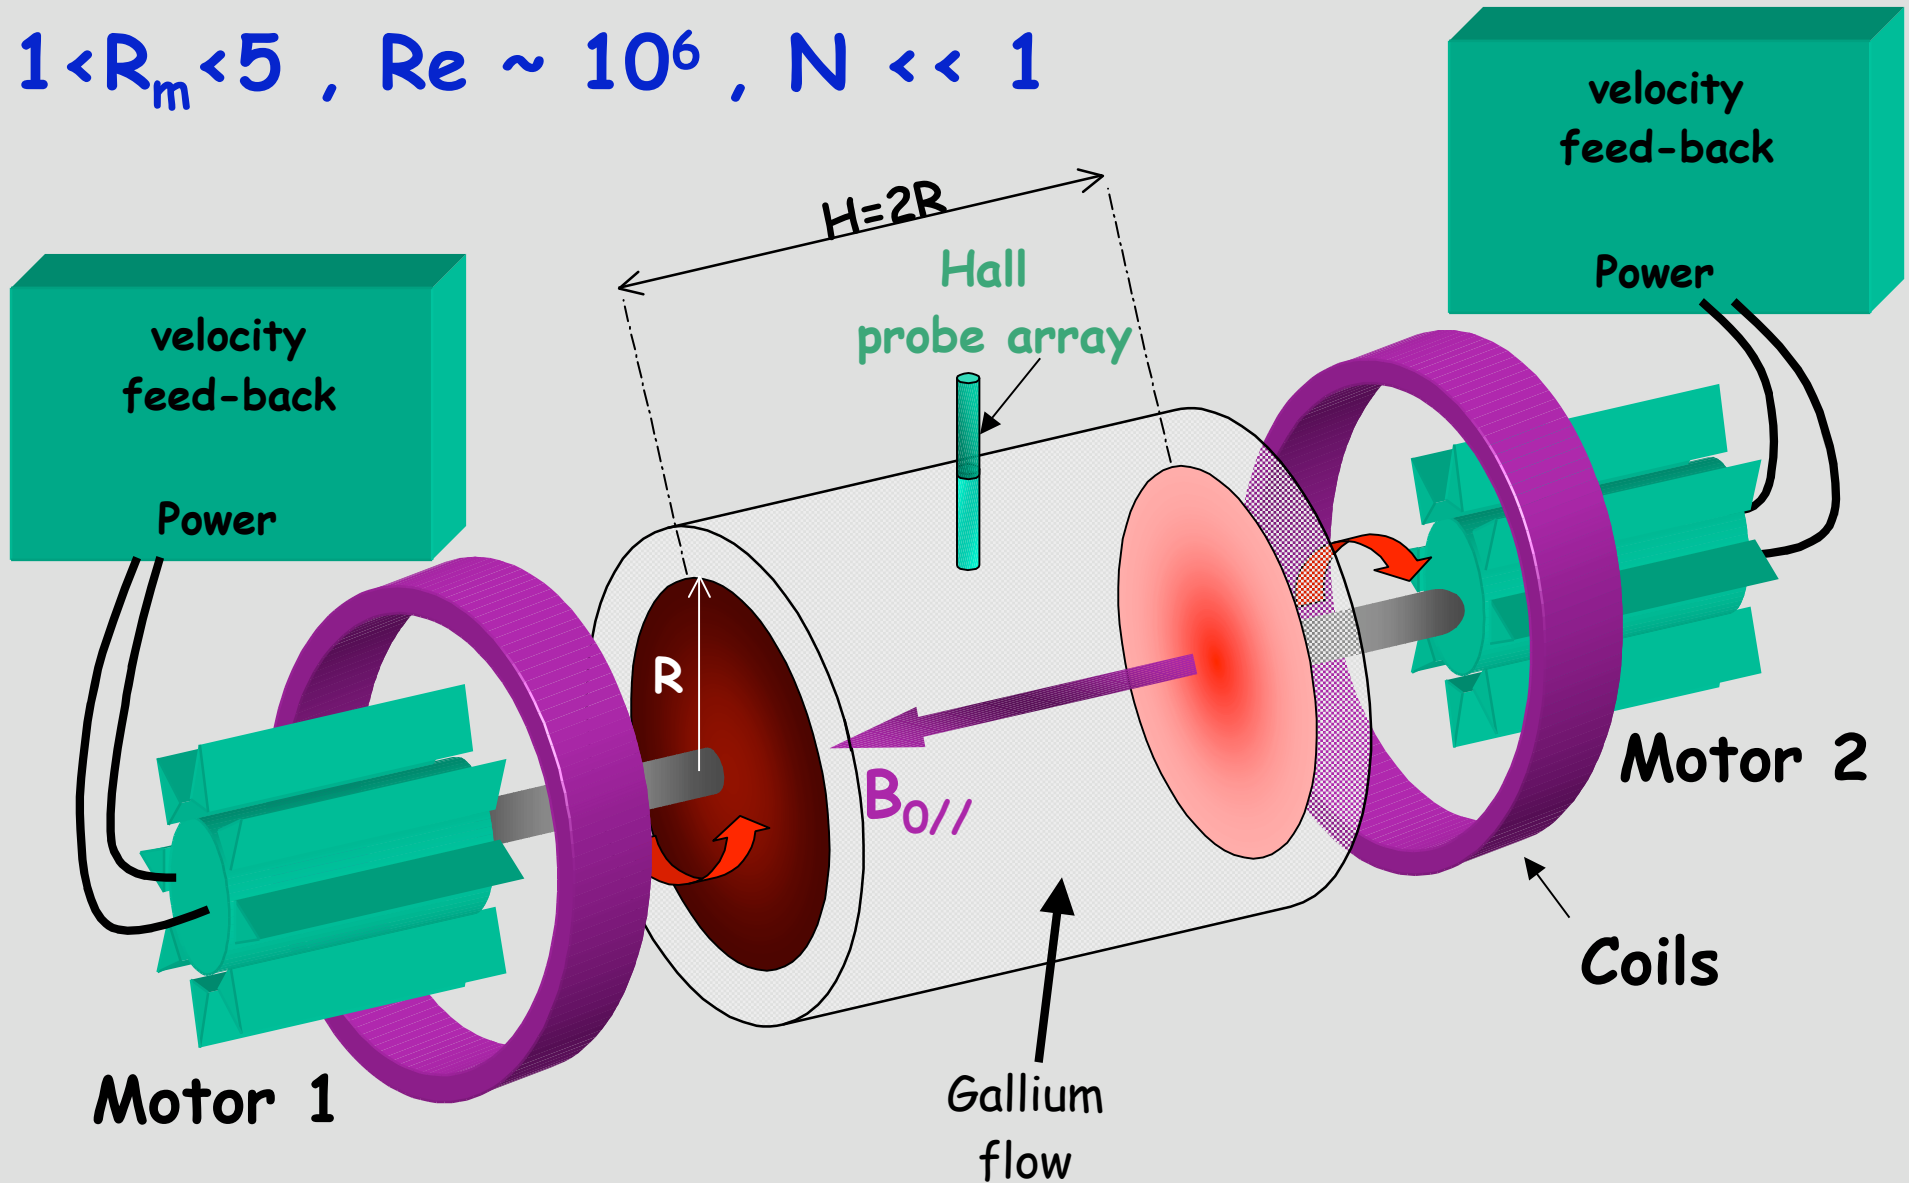 1<Rₘ<5 , Re ~ 10⁶ , N << 1
velocity
feed-back
Power
H=2R
Hall
probe array
velocity
feed-back
Power
R
B₀//
Motor 2
Coils
Motor 1
Gallium
flow